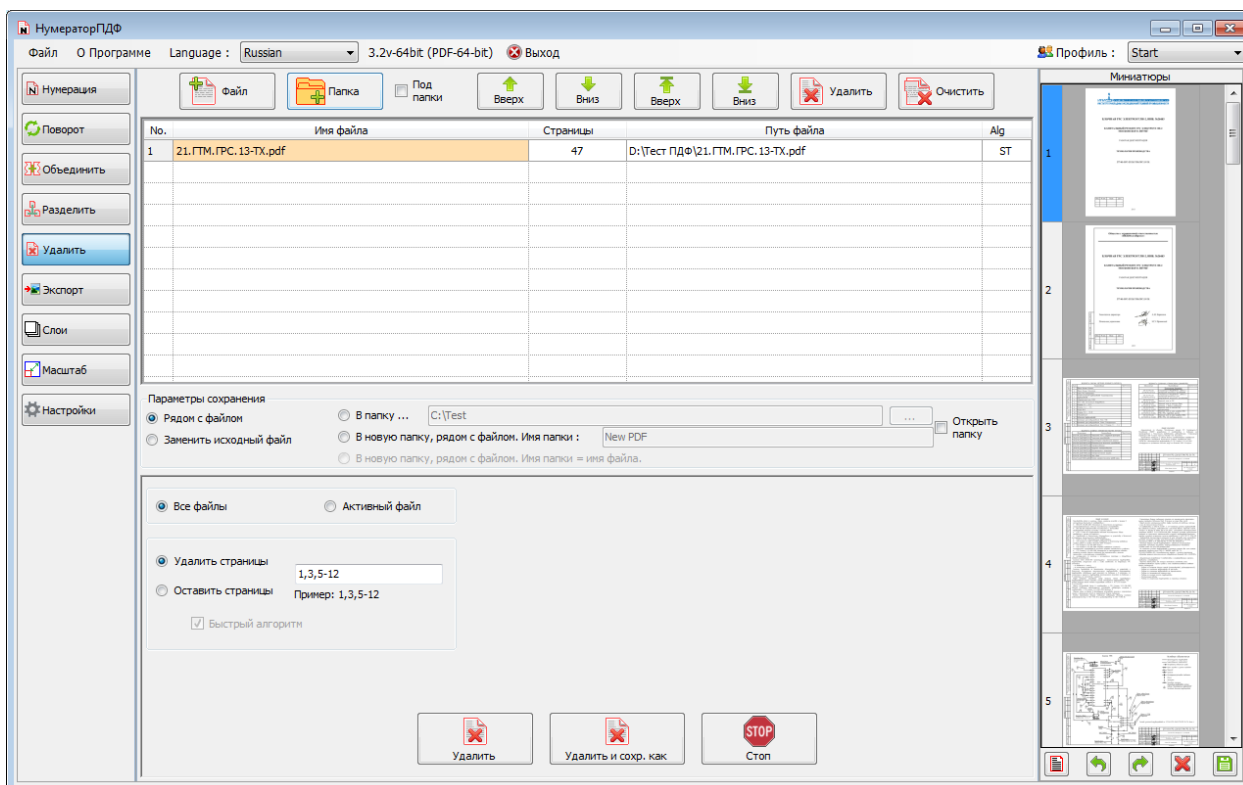 НумераторПДФ
Файл О Программе Language : Russian 3.2v-64bit (PDF-64-bit) Выход Профиль : Start
Нумерация
Поворот
Объединить
Разделить
Удалить
Экспорт
Слои
Масштаб
Настройки
Файл Папка Под папки Вверх Вниз Вверх Вниз Удалить Очистить
No. Имя файла Страницы Путь файла Alg
1 21.ГТМ.ГРС.13-ТХ.pdf 47 D:\Тест ПДФ\21.ГТМ.ГРС.13-ТХ.pdf ST
Параметры сохранения
Рядом с файлом В папку ... C:\Test ... Открыть папку
Заменить исходный файл В новую папку, рядом с файлом. Имя папки : New PDF
В новую папку, рядом с файлом. Имя папки = имя файла.
Все файлы Активный файл
Удалить страницы 1,3,5-12
Оставить страницы Пример: 1,3,5-12
Быстрый алгоритм
Удалить Удалить и сохр. как STOP Стоп
Миниатюры
1
2
3
4
5